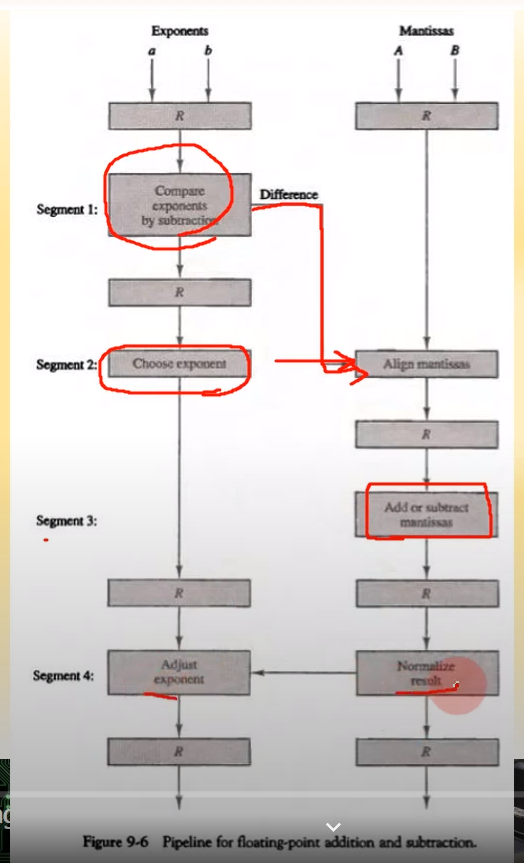 Exponents
Mantissas
a
b
A
B
R
R
Segment 1:
Compare
exponents
by subtraction
Difference
R
Segment 2:
Choose exponent
Align mantissas
R
Segment 3:
Add or subtract
mantissas
R
R
Segment 4:
Adjust
exponent
Normalize
result
R
R
Figure 9-6 Pipeline for floating-point addition and subtraction.